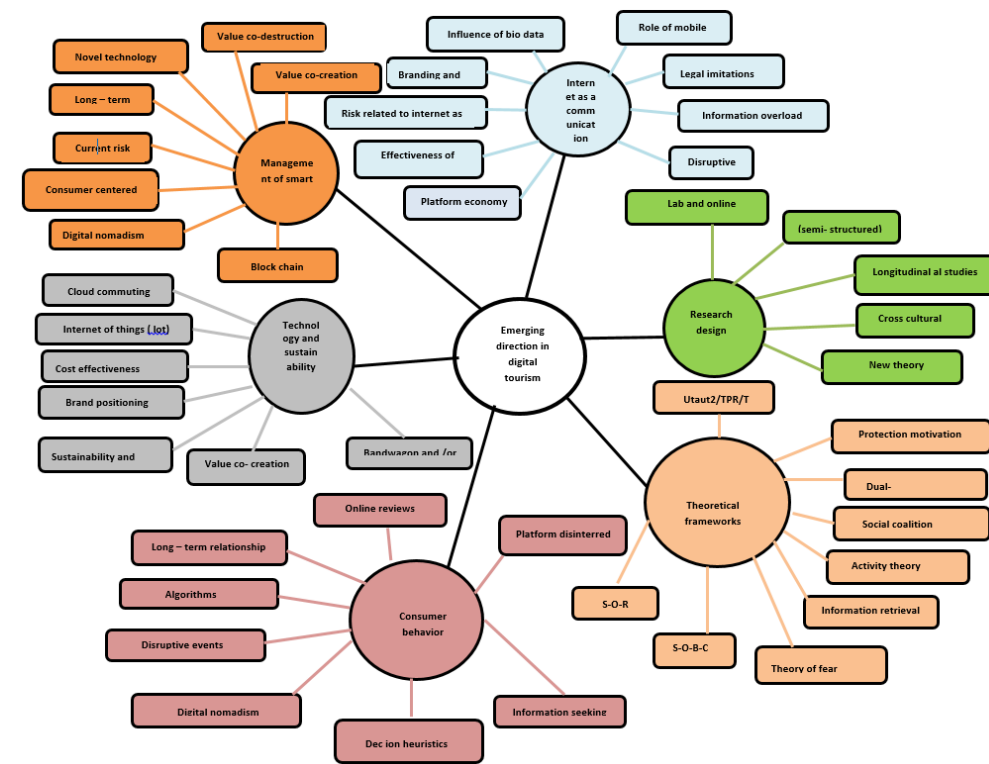 Value co-destruction
Novel technology
Value co-creation
Long – term
Current risk
Consumer centered
Digital nomadism
Block chain
Manageme
nt of smart
Influence of bio data
Role of mobile
Branding and
Legal imitations
Risk related to internet as
Information overload
Effectiveness of
Disruptive
Platform economy
Intern
et as a
comm
unicat
ion
Lab and online
(semi- structured)
Longitudinal al studies
Cross cultural
New theory
Research
design
Cloud commuting
Internet of things ( Iot)
Cost effectiveness
Brand positioning
Sustainability and
Value co- creation
Bandwagon and /or
Technol
ogy and
sustain
ability
Emerging
direction in
digital
tourism
Utaut2/TPR/T
Protection motivation
Dual-
Social coalition
Activity theory
Information retrieval
Theory of fear
S-O-B-C
S-O-R
Theoretical
frameworks
Online reviews
Platform disinterred
Long – term relationship
Algorithms
Disruptive events
Digital nomadism
Dec ion heuristics
Information seeking
Consumer
behavior